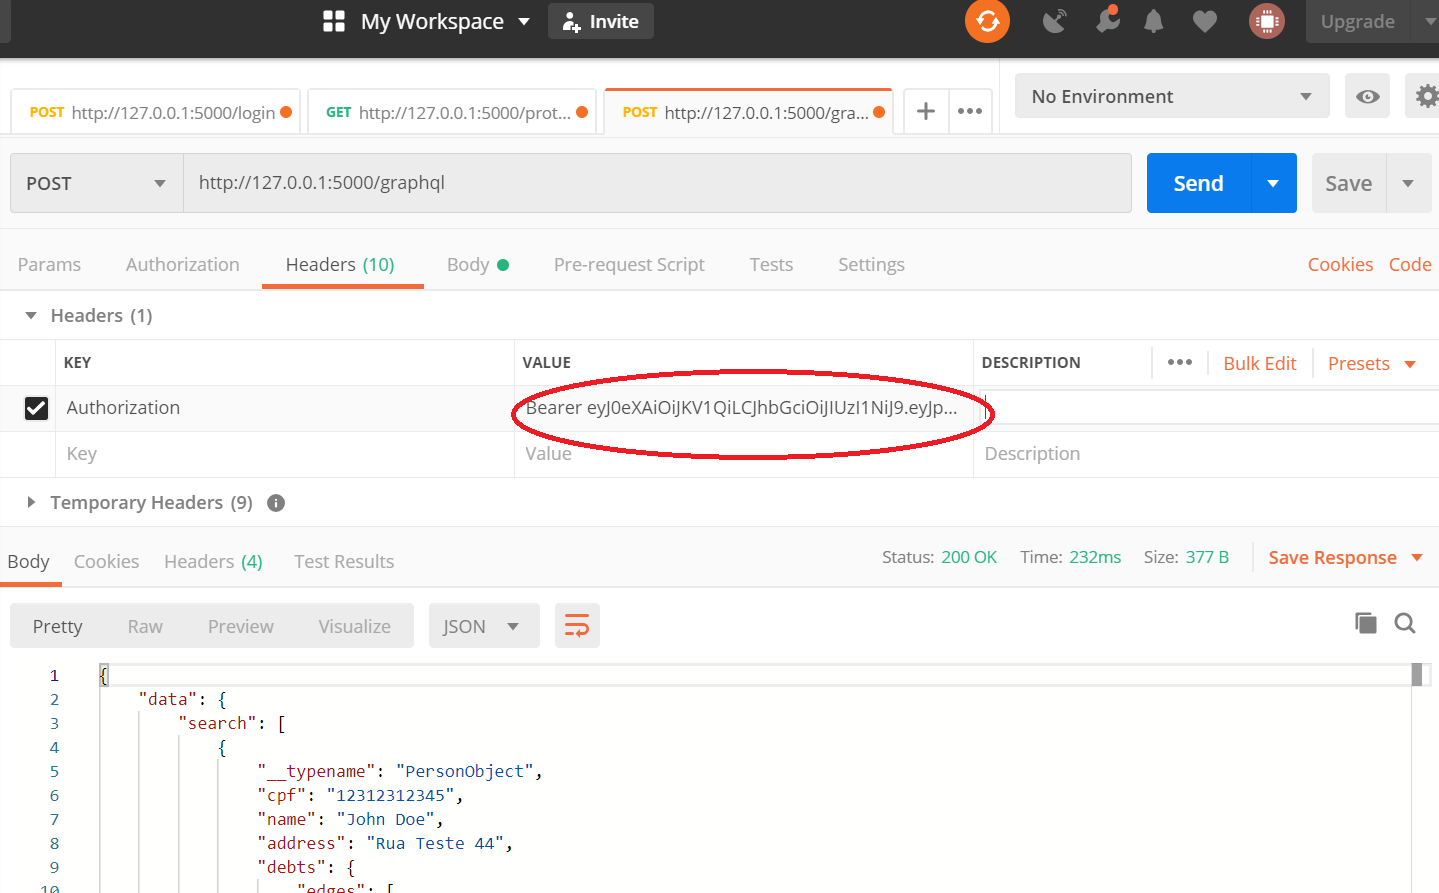 My Workspace
Invite
Upgrade
POST http://127.0.0.1:5000/login
GET http://127.0.0.1:5000/prot...
POST http://127.0.0.1:5000/gra...
No Environment
POST
http://127.0.0.1:5000/graphql
Send
Save
Params
Authorization
Headers (10)
Body
Pre-request Script
Tests
Settings
Cookies
Code
Headers (1)
KEY
VALUE
DESCRIPTION
Bulk Edit
Presets
Authorization
Bearer eyJ0eXAiOiJKV1QiLCJhbGciOiJIUzI1NiJ9.eyJp...
Key
Value
Description
Temporary Headers (9)
Body
Cookies
Headers (4)
Test Results
Status: 200 OK
Time: 232ms
Size: 377 B
Save Response
Pretty
Raw
Preview
Visualize
JSON
1 {
2 "data": {
3 "search": [
4 {
5 "__typename": "PersonObject",
6 "cpf": "12312312345",
7 "name": "John Doe",
8 "address": "Rua Teste 44",
9 "debts": {
10 "edges": [